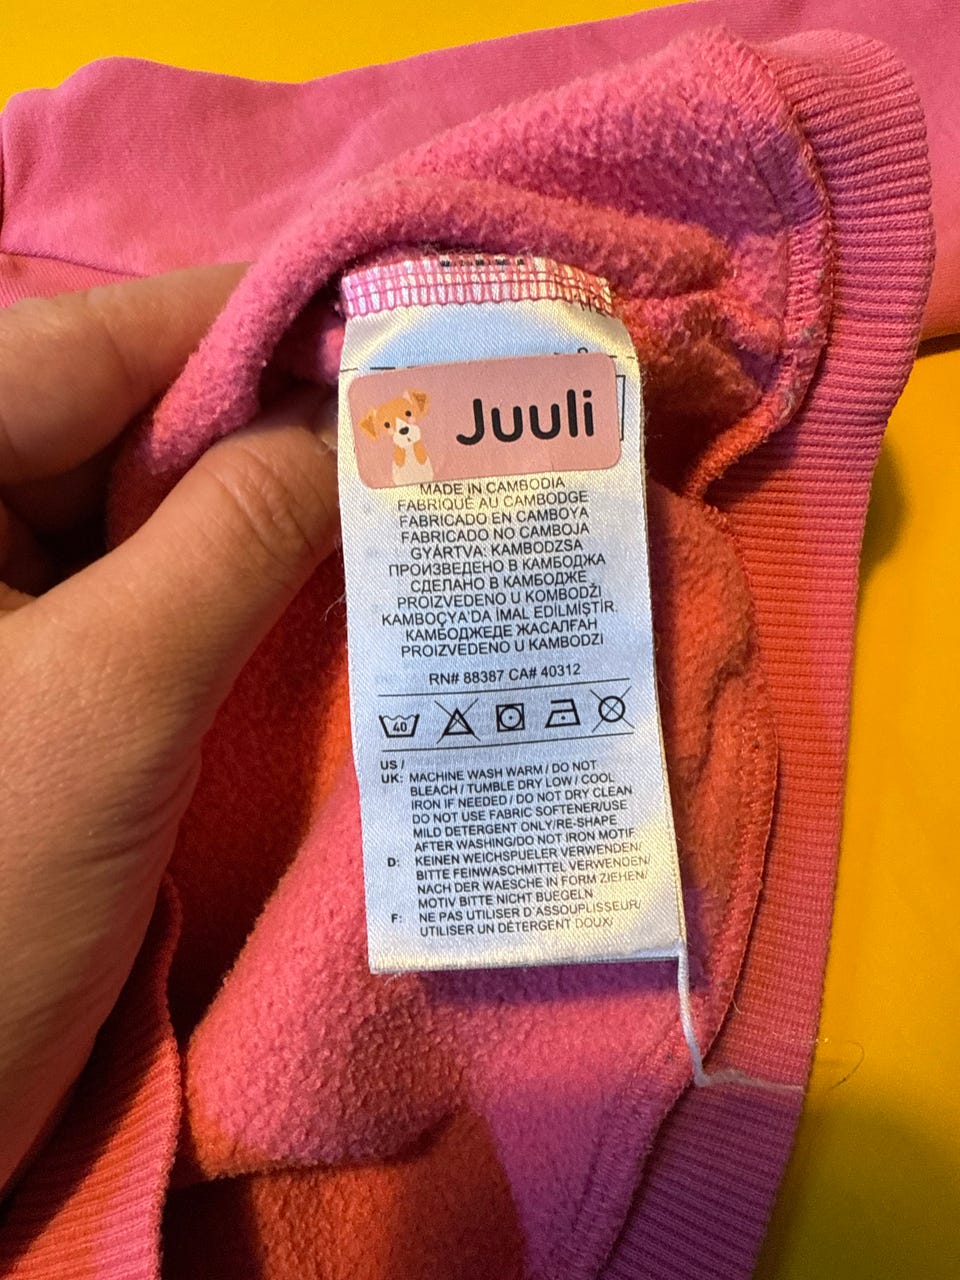 Juuli
MADE IN CAMBODIA
FABRIQUÉ AU CAMBODGE
FABRICADO EN CAMBOYA
FABRICADO NO CAMBOJA
GYÁRTVA: KAMBODZSA
ПРОИЗВЕДЕНО В КАМБОДЖА
СДЕЛАНО В КАМБОДЖЕ
PROIZVEDENO U KOMBODŽI
KAMBOÇYA'DA İMAL EDİLMİŞTİR.
КАМБОДЖЕДЕ ЖАСАЛҒАН
PROIZVEDENO U KAMBODZI
RN# 88387 CA# 40312
40
US /
UK: MACHINE WASH WARM / DO NOT
BLEACH / TUMBLE DRY LOW / COOL
IRON IF NEEDED / DO NOT DRY CLEAN
DO NOT USE FABRIC SOFTENER/USE
MILD DETERGENT ONLY/RE-SHAPE
AFTER WASHING/DO NOT IRON MOTIF
D: KEINEN WEICHSPUELER VERWENDEN/
BITTE FEINWASCHMITTEL VERWENDEN/
NACH DER WAESCHE IN FORM ZIEHEN/
MOTIV BITTE NICHT BUEGELN
F: NE PAS UTILISER D'ASSOUPLISSEUR/
UTILISER UN DÉTERGENT DOUX/